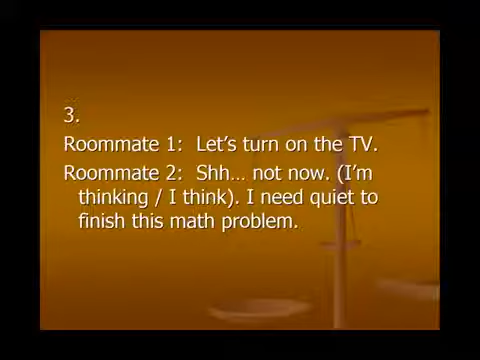 3.
Roommate 1:  Let's turn on the TV.
Roommate 2:  Shh... not now. (I'm
thinking / I think). I need quiet to
finish this math problem.